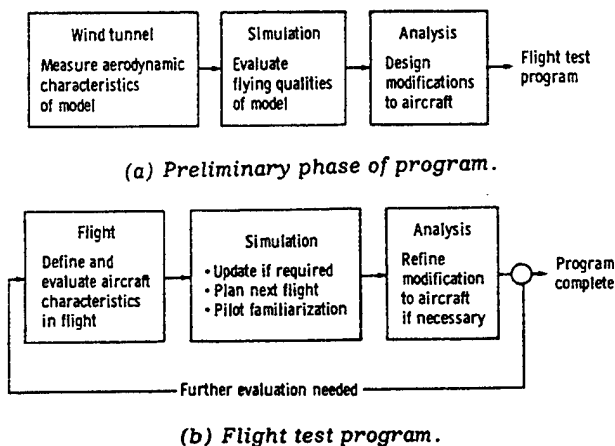 Wind tunnel
Measure aerodynamic
characteristics
of model
Simulation
Evaluate
flying qualities
of model
Analysis
Design
modifications
to aircraft
Flight test
program
(a) Preliminary phase of program.
Flight
Define and
evaluate aircraft
characteristics
in flight
Simulation
• Update if required
• Plan next flight
• Pilot familiarization
Analysis
Refine
modification
to aircraft
if necessary
Program
complete
Further evaluation needed
(b) Flight test program.